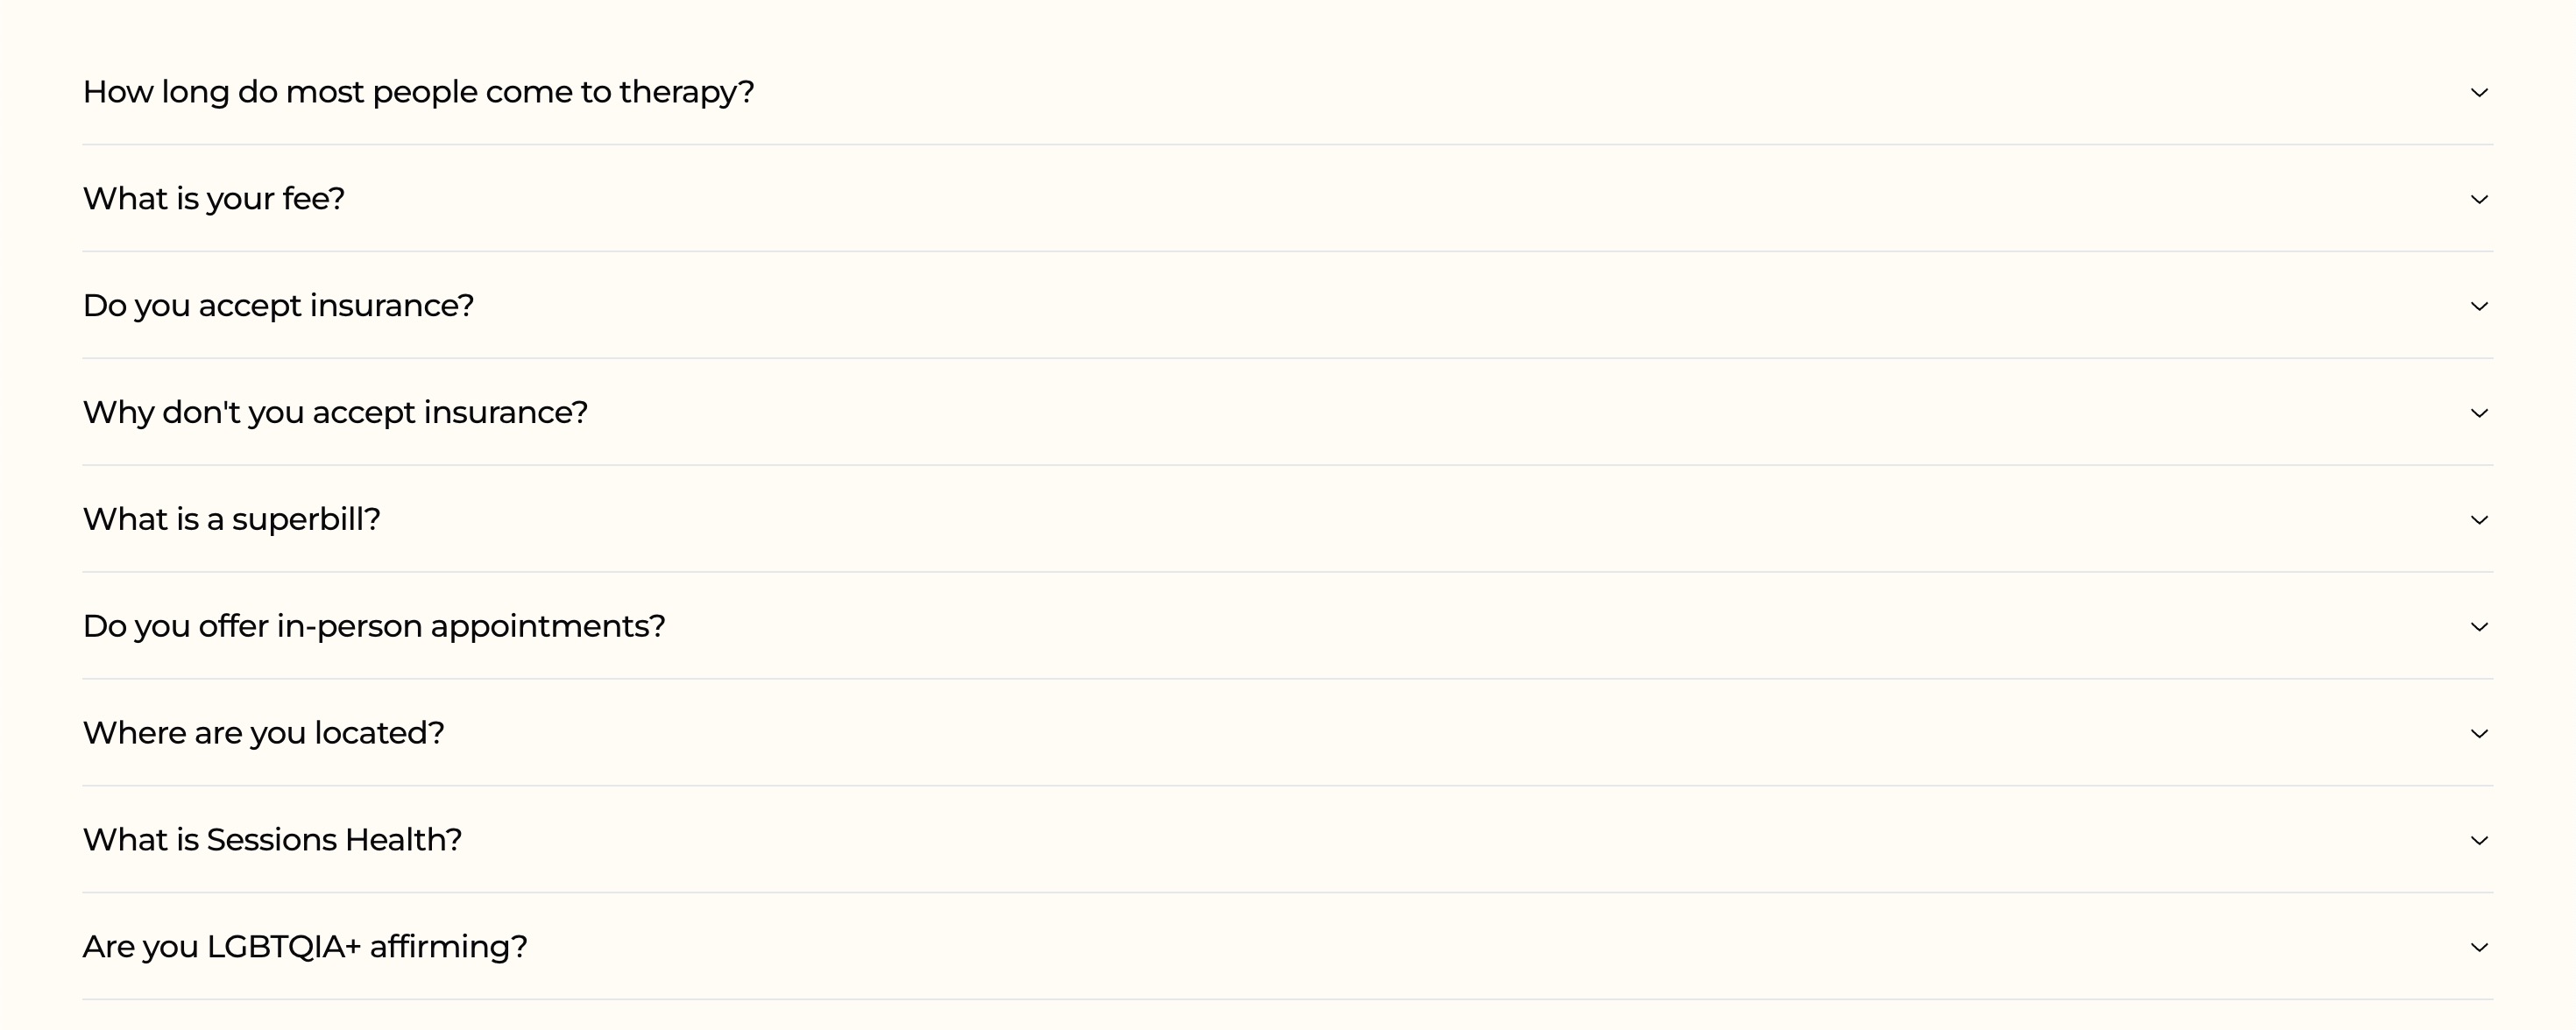 How long do most people come to therapy?
What is your fee?
Do you accept insurance?
Why don't you accept insurance?
What is a superbill?
Do you offer in-person appointments?
Where are you located?
What is Sessions Health?
Are you LGBTQIA+ affirming?